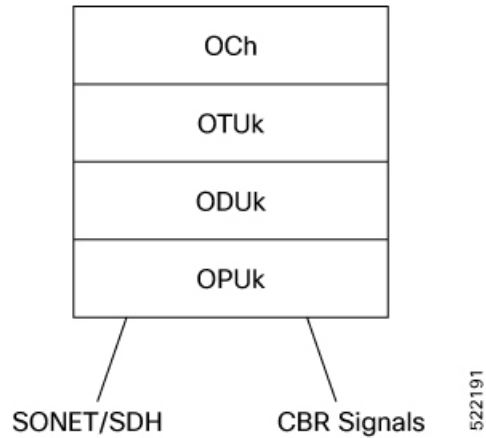 OCh
OTUk
ODUk
OPUk
SONET/SDH
CBR Signals
522191